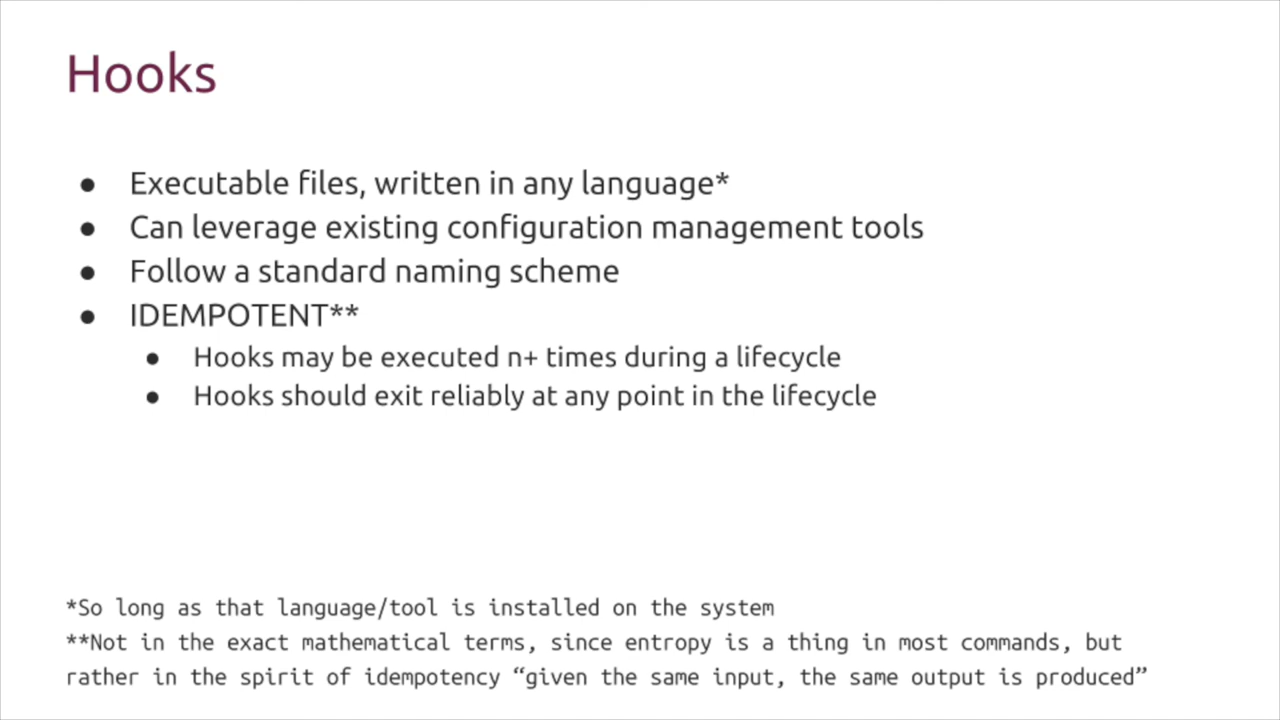 Hooks
● Executable files, written in any language*
● Can leverage existing configuration management tools
● Follow a standard naming scheme
● IDEMPOTENT**
● Hooks may be executed n+ times during a lifecycle
● Hooks should exit reliably at any point in the lifecycle
*So long as that language/tool is installed on the system
**Not in the exact mathematical terms, since entropy is a thing in most commands, but
rather in the spirit of idempotency “given the same input, the same output is produced”